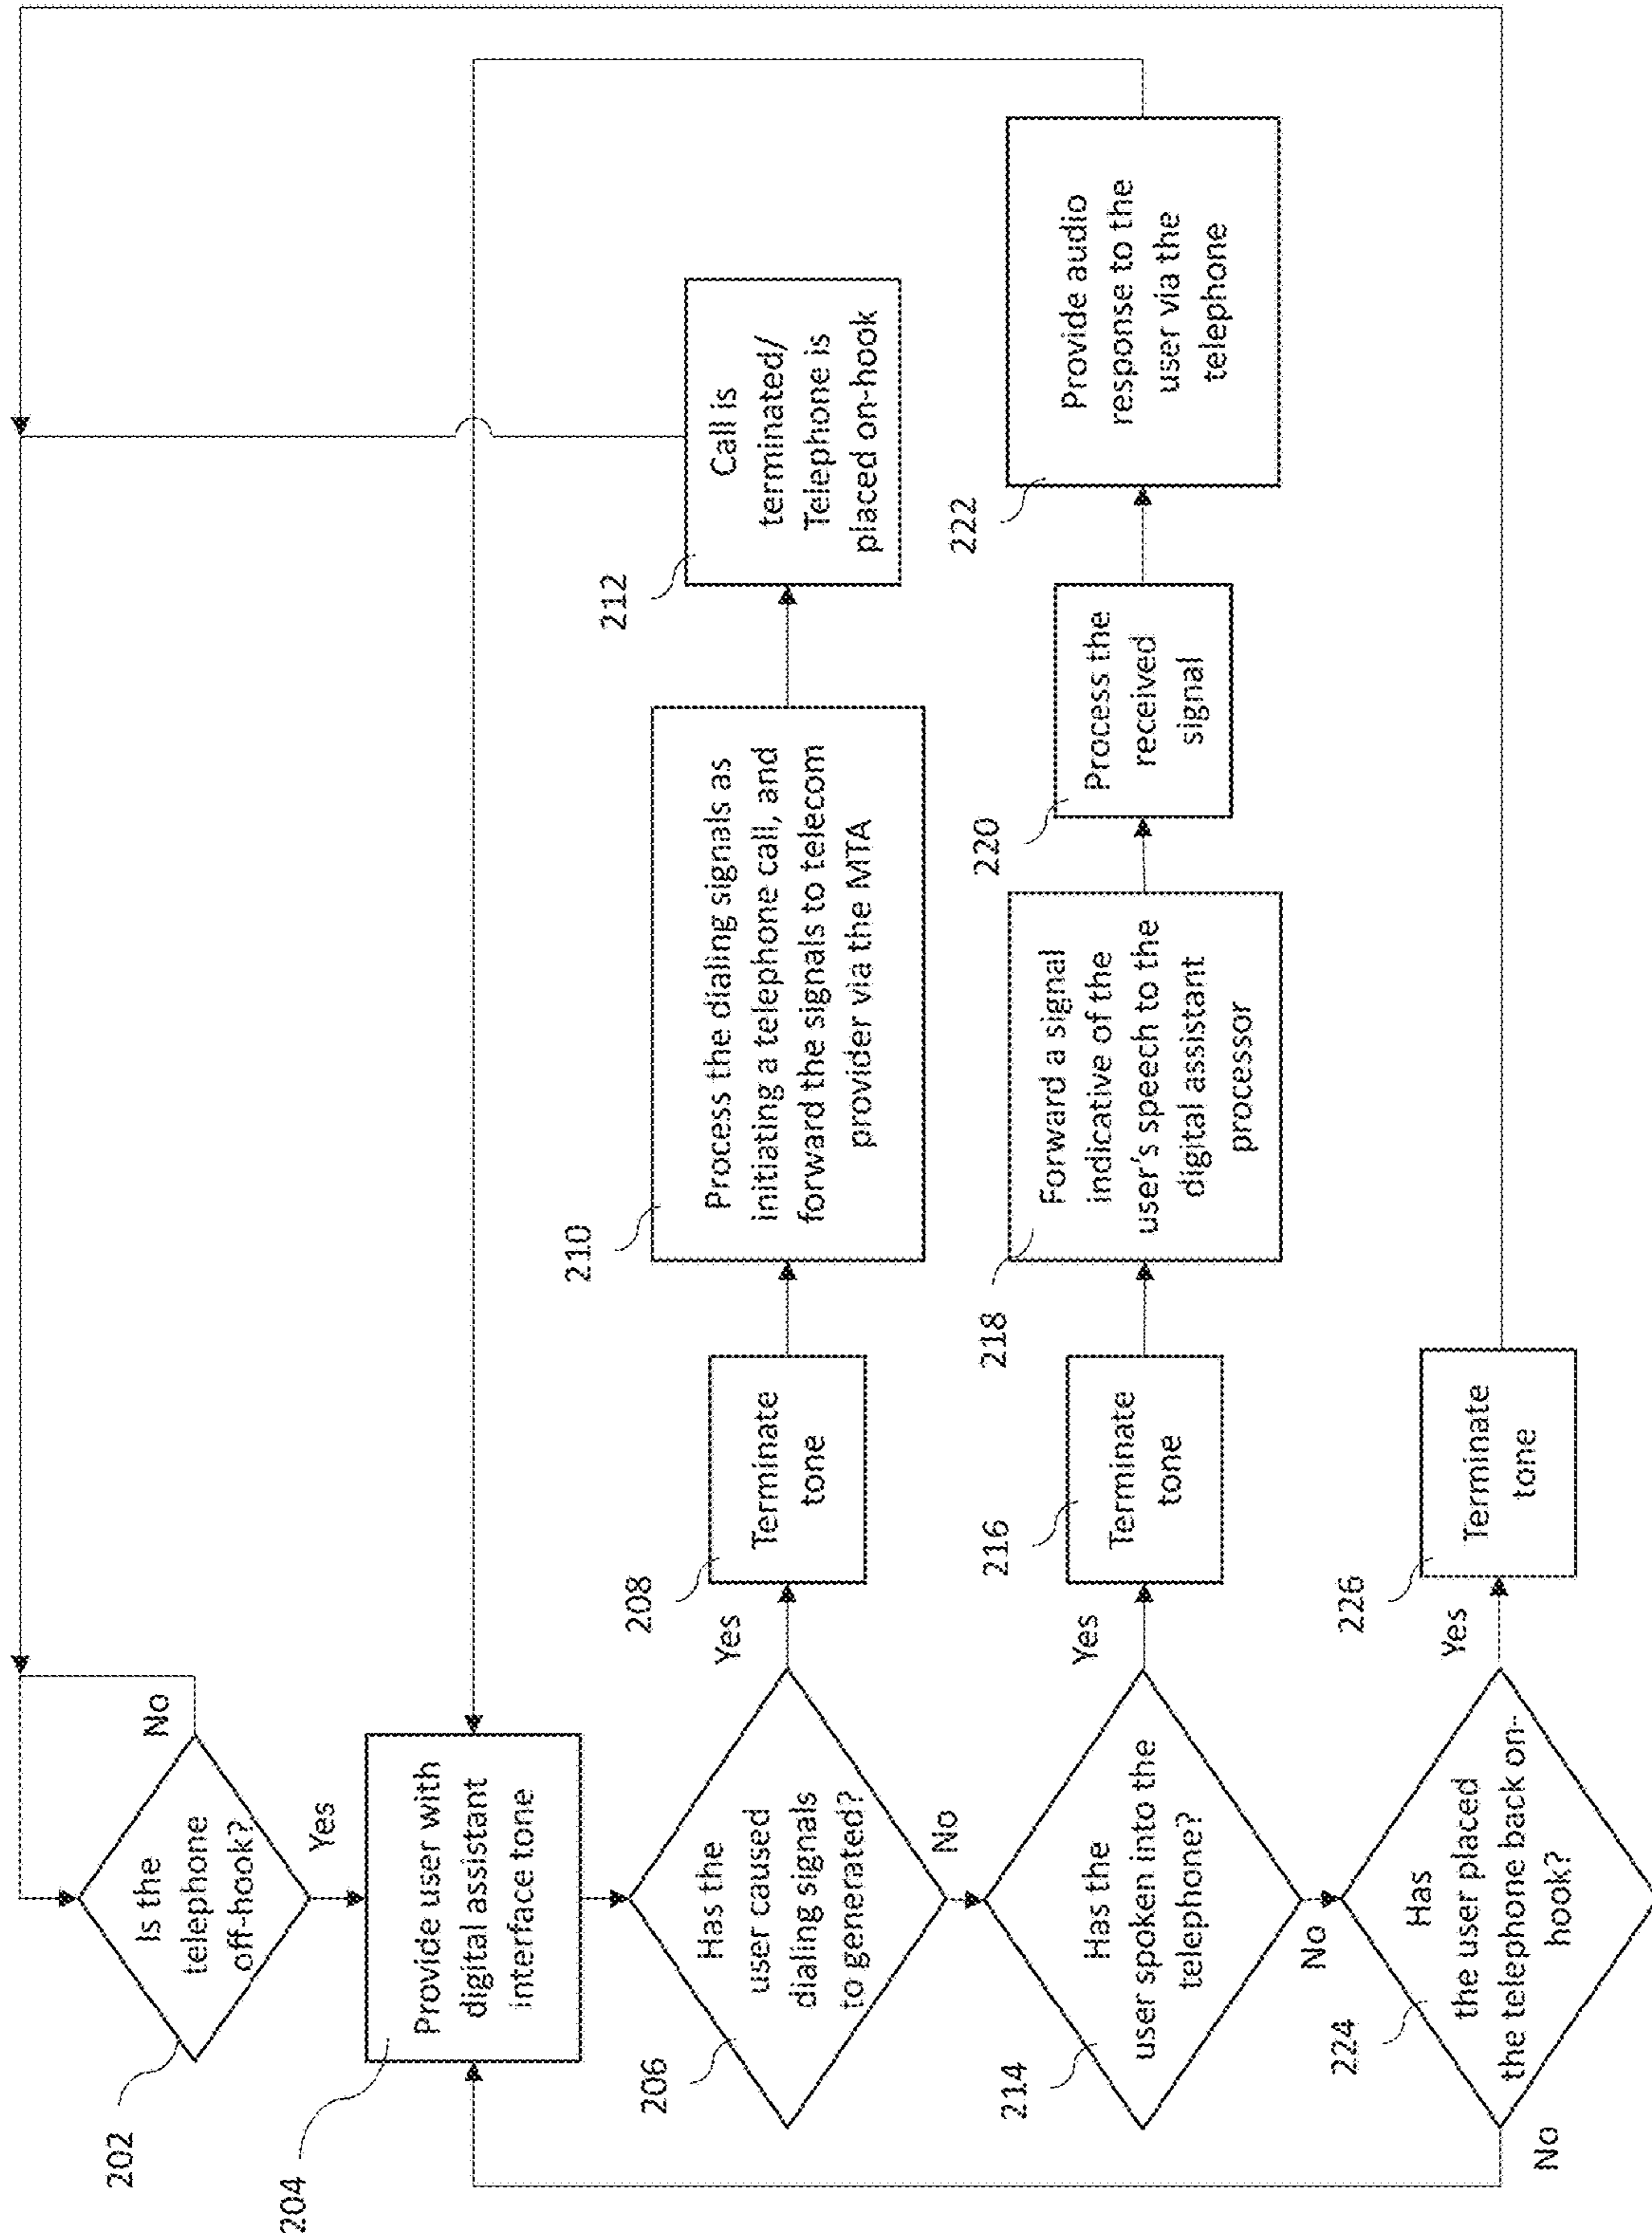 202
Is the
telephone
off-hook?
No
Yes
204
Provide user with
digital assistant
interface tone
206
Has the
user caused
dialing signals
to generated?
Yes
No
208
Terminate
tone
210
Process the dialing signals as
initiating a telephone call, and
forward the signals to telecom
provider via the MTA
212
Call is
terminated/
Telephone is
placed on-hook
214
Has the
user spoken into the
telephone?
Yes
No
216
Terminate
tone
218
Forward a signal
indicative of the
user's speech to the
digital assistant
processor
220
Process the
received
signal
222
Provide audio
response to the
user via the
telephone
224
Has
the user placed
the telephone back on-
hook?
Yes
No
226
Terminate
tone